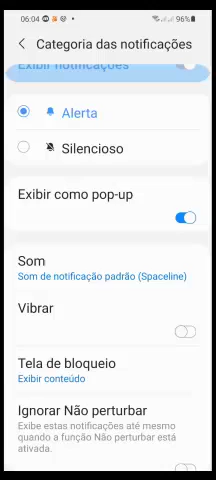 06:04
96%
Categoria das notificações
Exibir notificações
Alerta
Silencioso
Exibir como pop-up
Som
Som de notificação padrão (Spaceline)
Vibrar
Tela de bloqueio
Exibir conteúdo
Ignorar Não perturbar
Exibe estas notificações até mesmo
quando a função Não perturbar está
ativada.